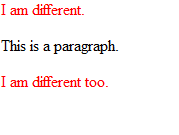 I am different.
This is a paragraph.
I am different too.